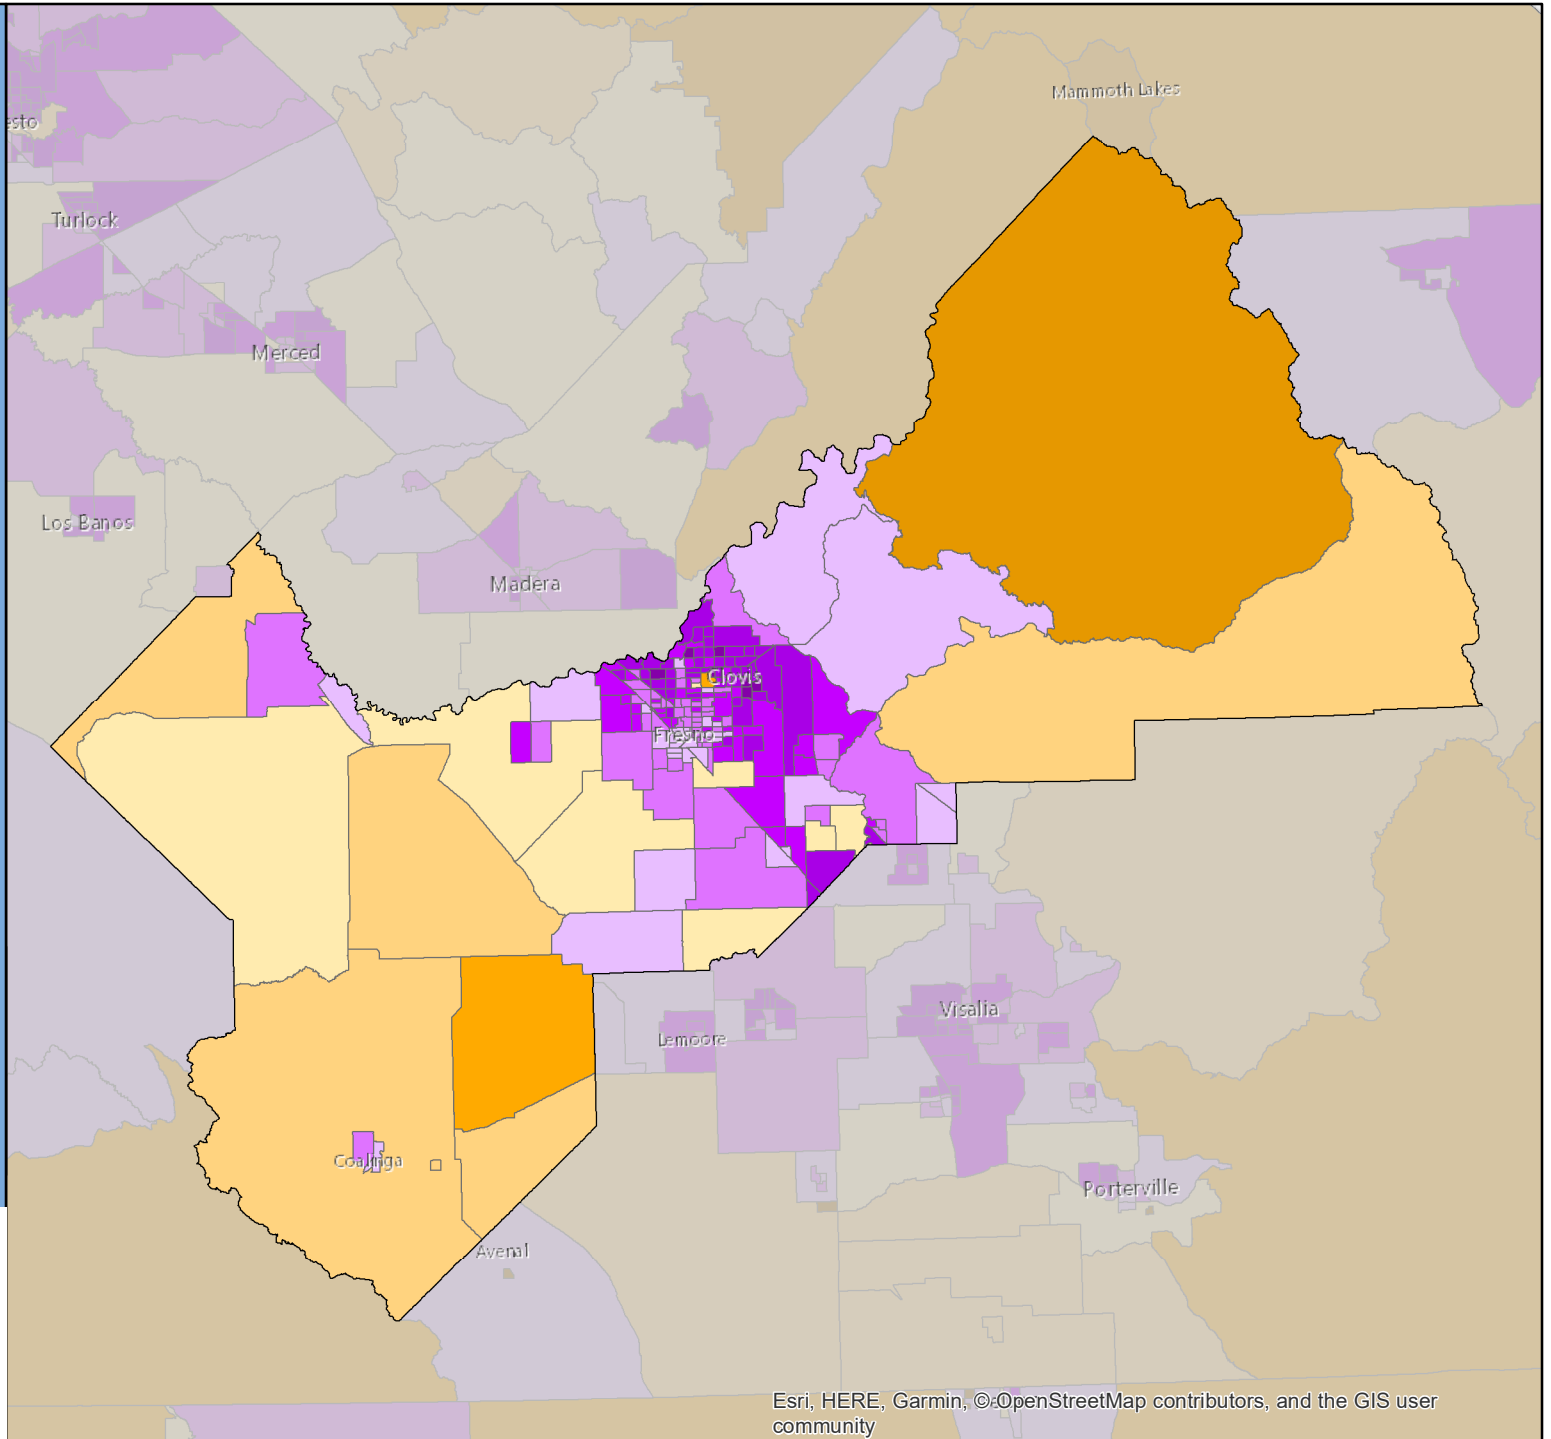 Mammoth Lakes
esto
Turlock
Merced
Los Banos
Madera
Clovis
Fresno
Visalia
Lemoore
Coalinga
Porterville
Avenal
Esri, HERE, Garmin, © OpenStreetMap contributors, and the GIS user
community